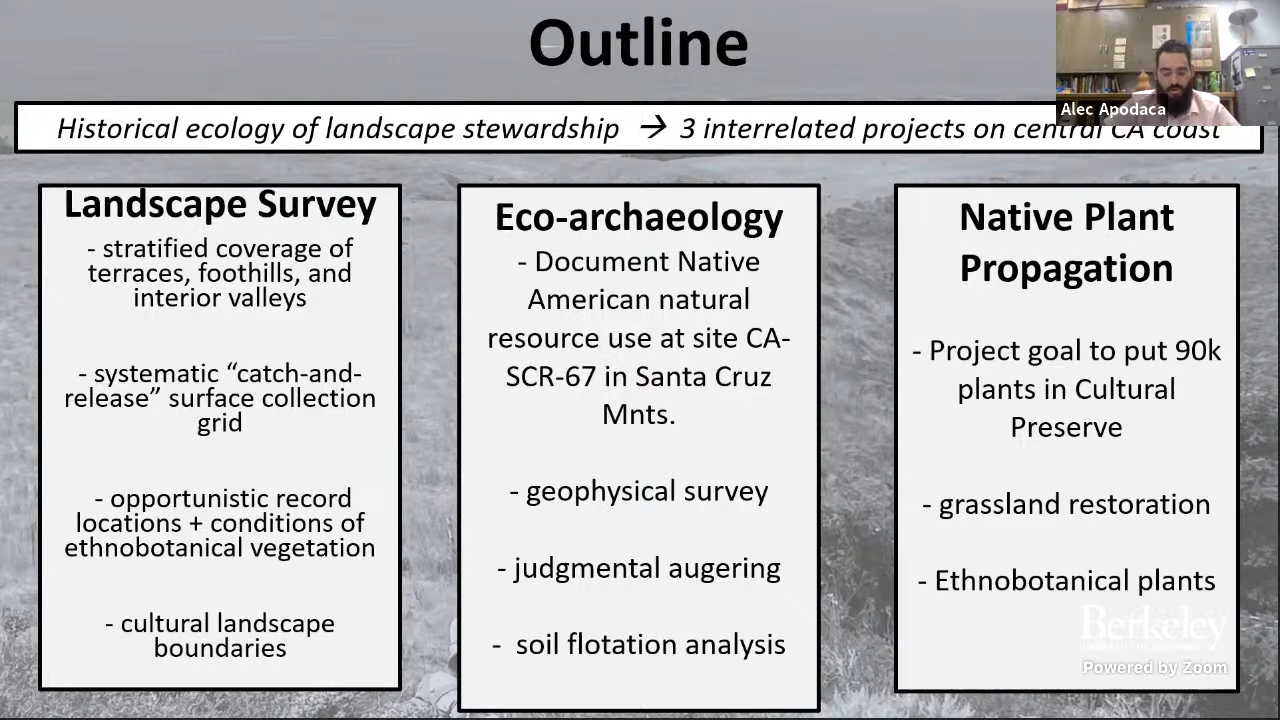 Outline
Alec Apodaca
Historical ecology of landscape stewardship → 3 interrelated projects on central CA coast
Landscape Survey
- stratified coverage of
terraces, foothills, and
interior valleys
- systematic “catch-and-
release” surface collection
grid
- opportunistic record
locations + conditions of
ethnobotanical vegetation
- cultural landscape
boundaries
Eco-archaeology
- Document Native
American natural
resource use at site CA-
SCR-67 in Santa Cruz
Mnts.
- geophysical survey
- judgmental augering
- soil flotation analysis
Native Plant
Propagation
- Project goal to put 90k
plants in Cultural
Preserve
- grassland restoration
- Ethnobotanical plants
Berkeley
Powered by Zoom